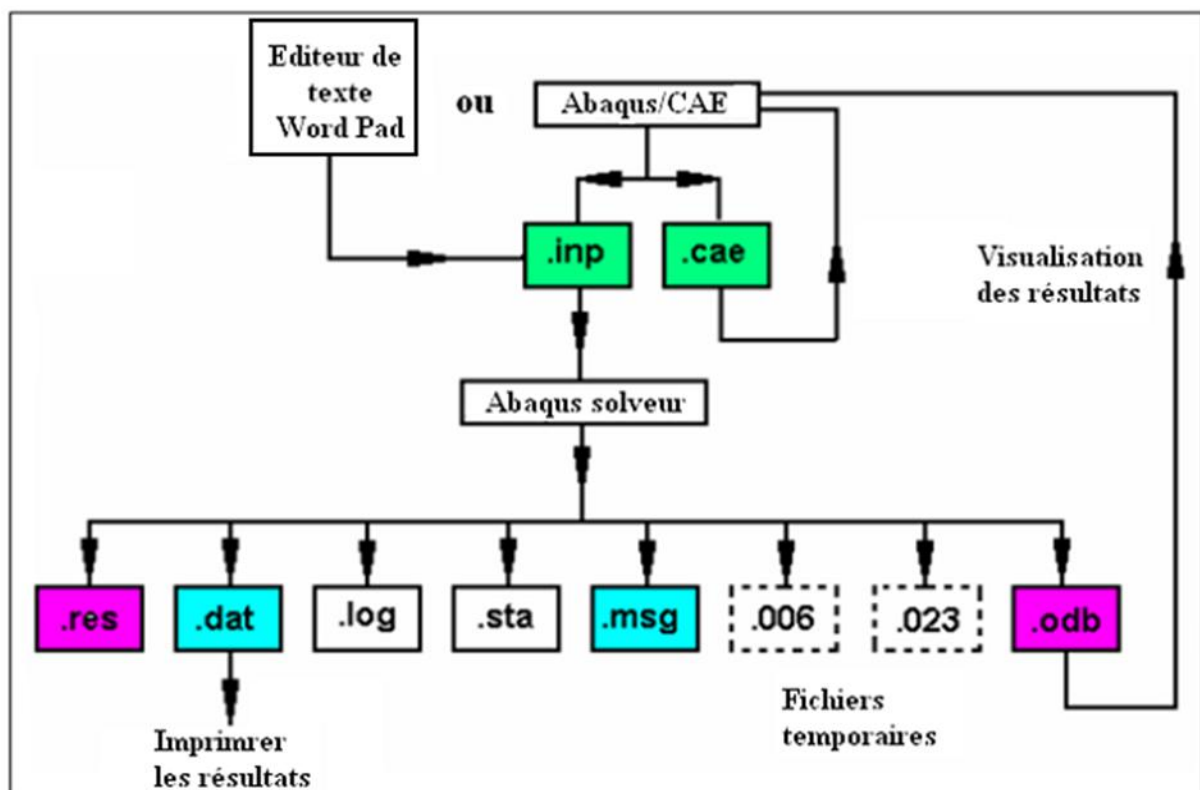 Editeur de
texte
Word Pad
ou
Abaqus/CAE
.inp
.cae
Visualisation
des résultats
Abaqus solveur
.res
.dat
.log
.sta
.msg
.006
.023
.odb
Fichiers
temporaires
Imprimrer
les résultats